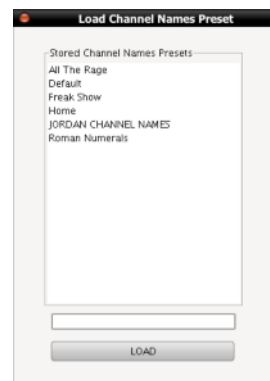 Load Channel Names Preset
Stored Channel Names Presets
All The Rage
Default
Freak Show
Home
JORDAN CHANNEL NAMES
Roman Numerals
LOAD